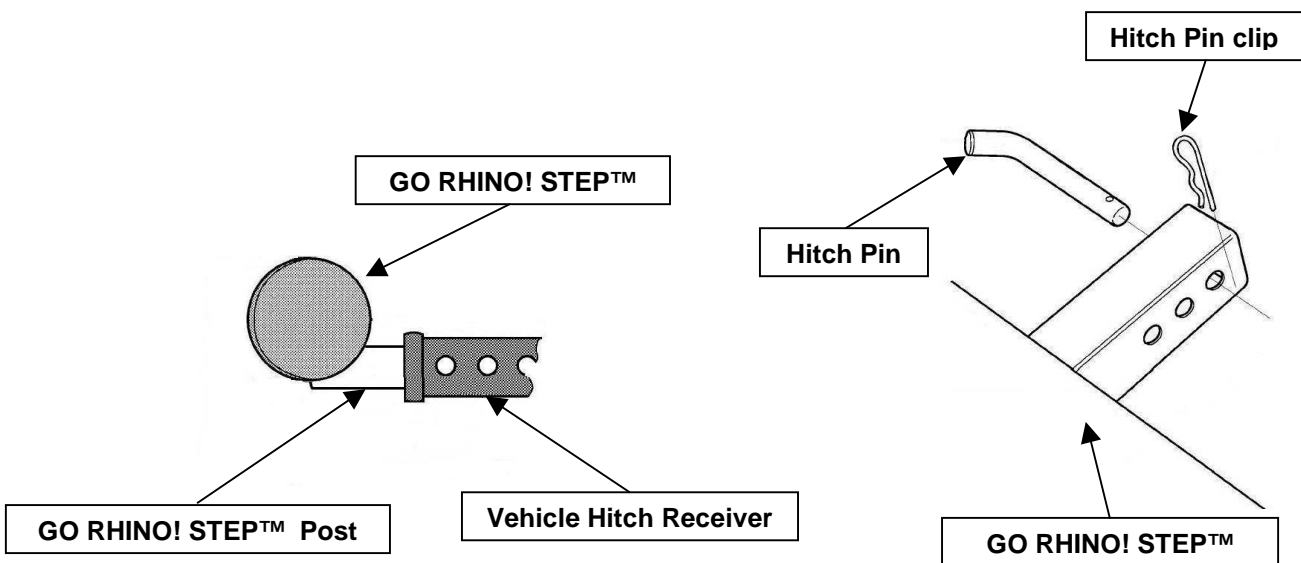 Hitch Pin clip
GO RHINO! STEP™
Hitch Pin
GO RHINO! STEP™ Post
Vehicle Hitch Receiver
GO RHINO! STEP™